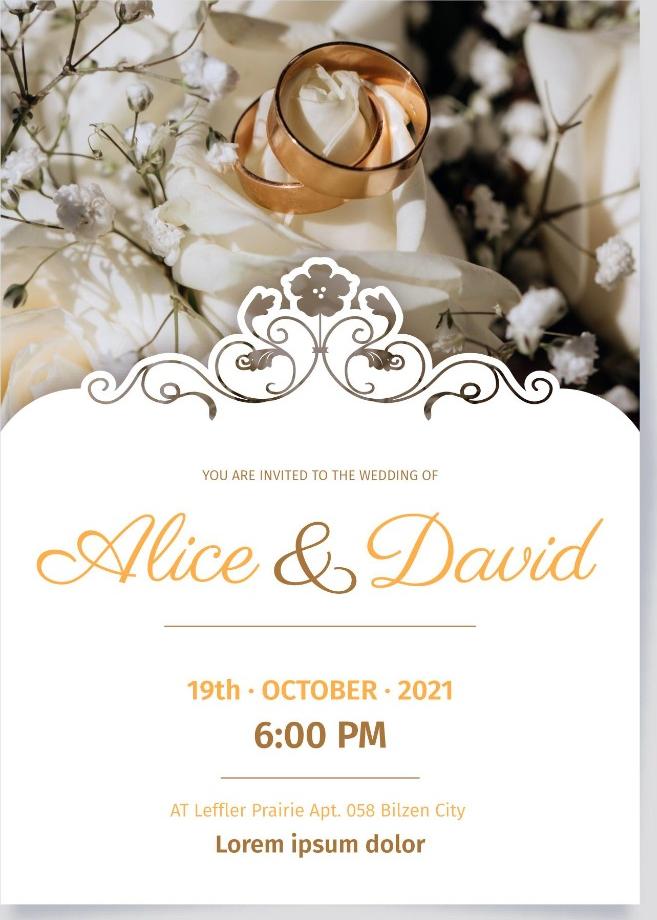 YOU ARE INVITED TO THE WEDDING OF
Alice & David
19th · OCTOBER · 2021
6:00 PM
AT Leffler Prairie Apt. 058 Bilzen City
Lorem ipsum dolor